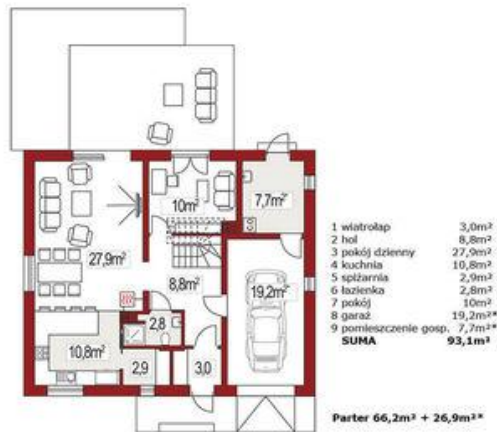 10m²
7,7m²*
27,9m²
8,8m²
19,2m²*
2,8
10,8m²
2,9
3,0
1 wiatrołap 3,0m²
2 hol 8,8m²
3 pokój dzienny 27,9m²
4 kuchnia 10,8m²
5 spiżarnia 2,9m²
6 łazienka 2,8m²
7 pokój 10m²
8 garaż 19,2m²*
9 pomieszczenie gosp. 7,7m²*
SUMA 93,1m²
Parter 66,2m² + 26,9m²*